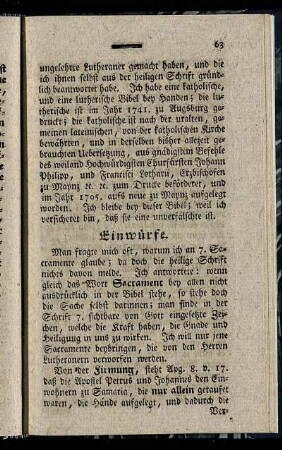 63
ungelehrte Lutheraner gemacht haben, und die
ich ihnen selbst aus der heiligen Schrift gründ-
lich beantwortet habe. Ich habe eine katholische,
und eine lutherische Bibel bey Handen; die lu-
therische ist im Jahr 1741. zu Augsburg ge-
druckt; die katholische ist nach der uralten, ge-
meinen lateinischen, von der katholischen Kirche
bewährten, und in derselben bisher allezeit ge-
brauchten Uebersetzung, aus gnädigstem Befehle
des weiland Hochwürdigsten Churfürsten Johann
Philipp, und Francisci Lotharii, Erzbischöfen
zu Maynz ꝛc. ꝛc. zum Drucke befördert, und
im Jahr 1705. aufs neue zu Maynz aufgelegt
worden. Ich bleibe bey dieser Bibel; weil ich
versicheret bin, daß sie eine unverfälschte ist.
Einwürfe.
Man fragte mich oft, warum ich an 7. Sa-
cramente glaube; da doch die heilige Schrift
nichts davon melde. Ich antwortete: wenn
gleich das Wort Sacrament bey allen nicht
ausdrücklich in der Bibel stehe, so stehe doch
die Sache selbst darinnen; man finde in der
Schrift 7. sichtbare von Gott eingesetzte Zei-
chen, welche die Kraft haben, die Gnade und
Heiligung in uns zu wirken. Ich will nur jene
Sacramente beybringen, die von den Herren
Lutheranern verworfen werden.
Von der Firmung, steht Apg. 8. v. 17.
daß die Apostel Petrus und Johannes den Ein-
wohnern zu Samaria, die nur allein getaufet
waren, die Hände aufgelegt, und dadurch die
Ver-